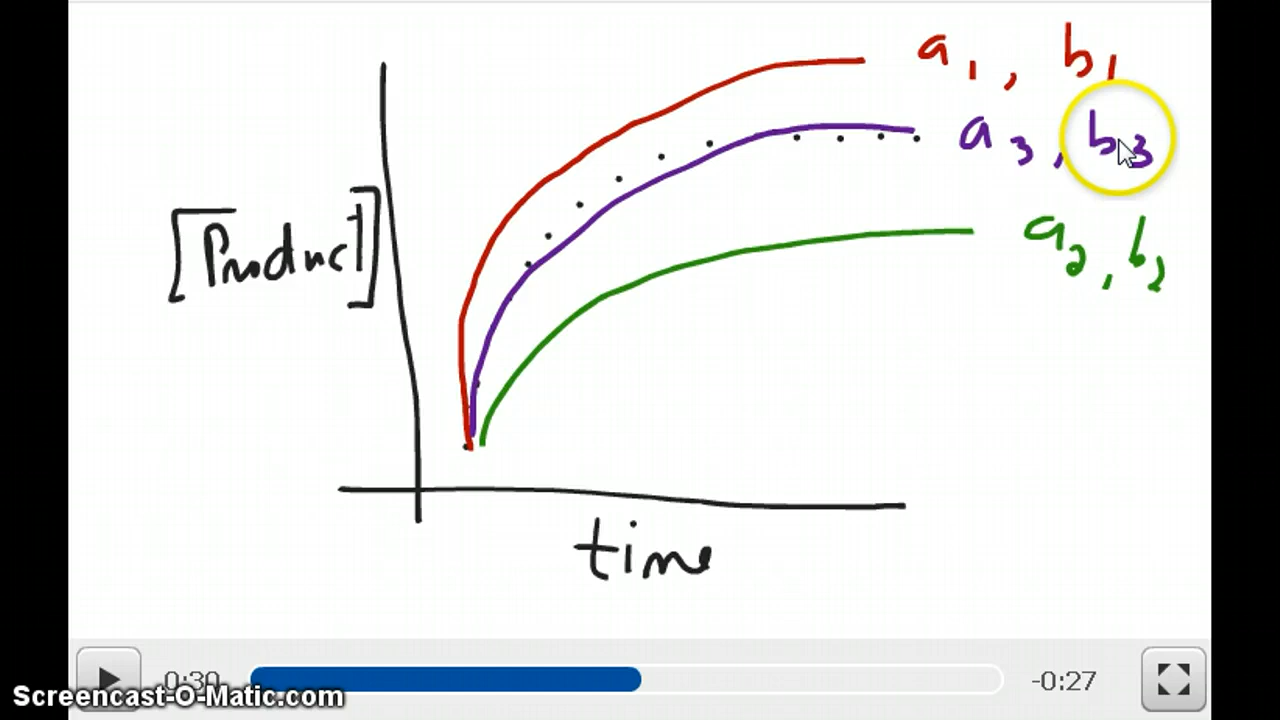 a₁, b₁
a₃, b₃
a₂, b₂
[Product]
time
0:30
-0:27
Screencast-O-Matic.com